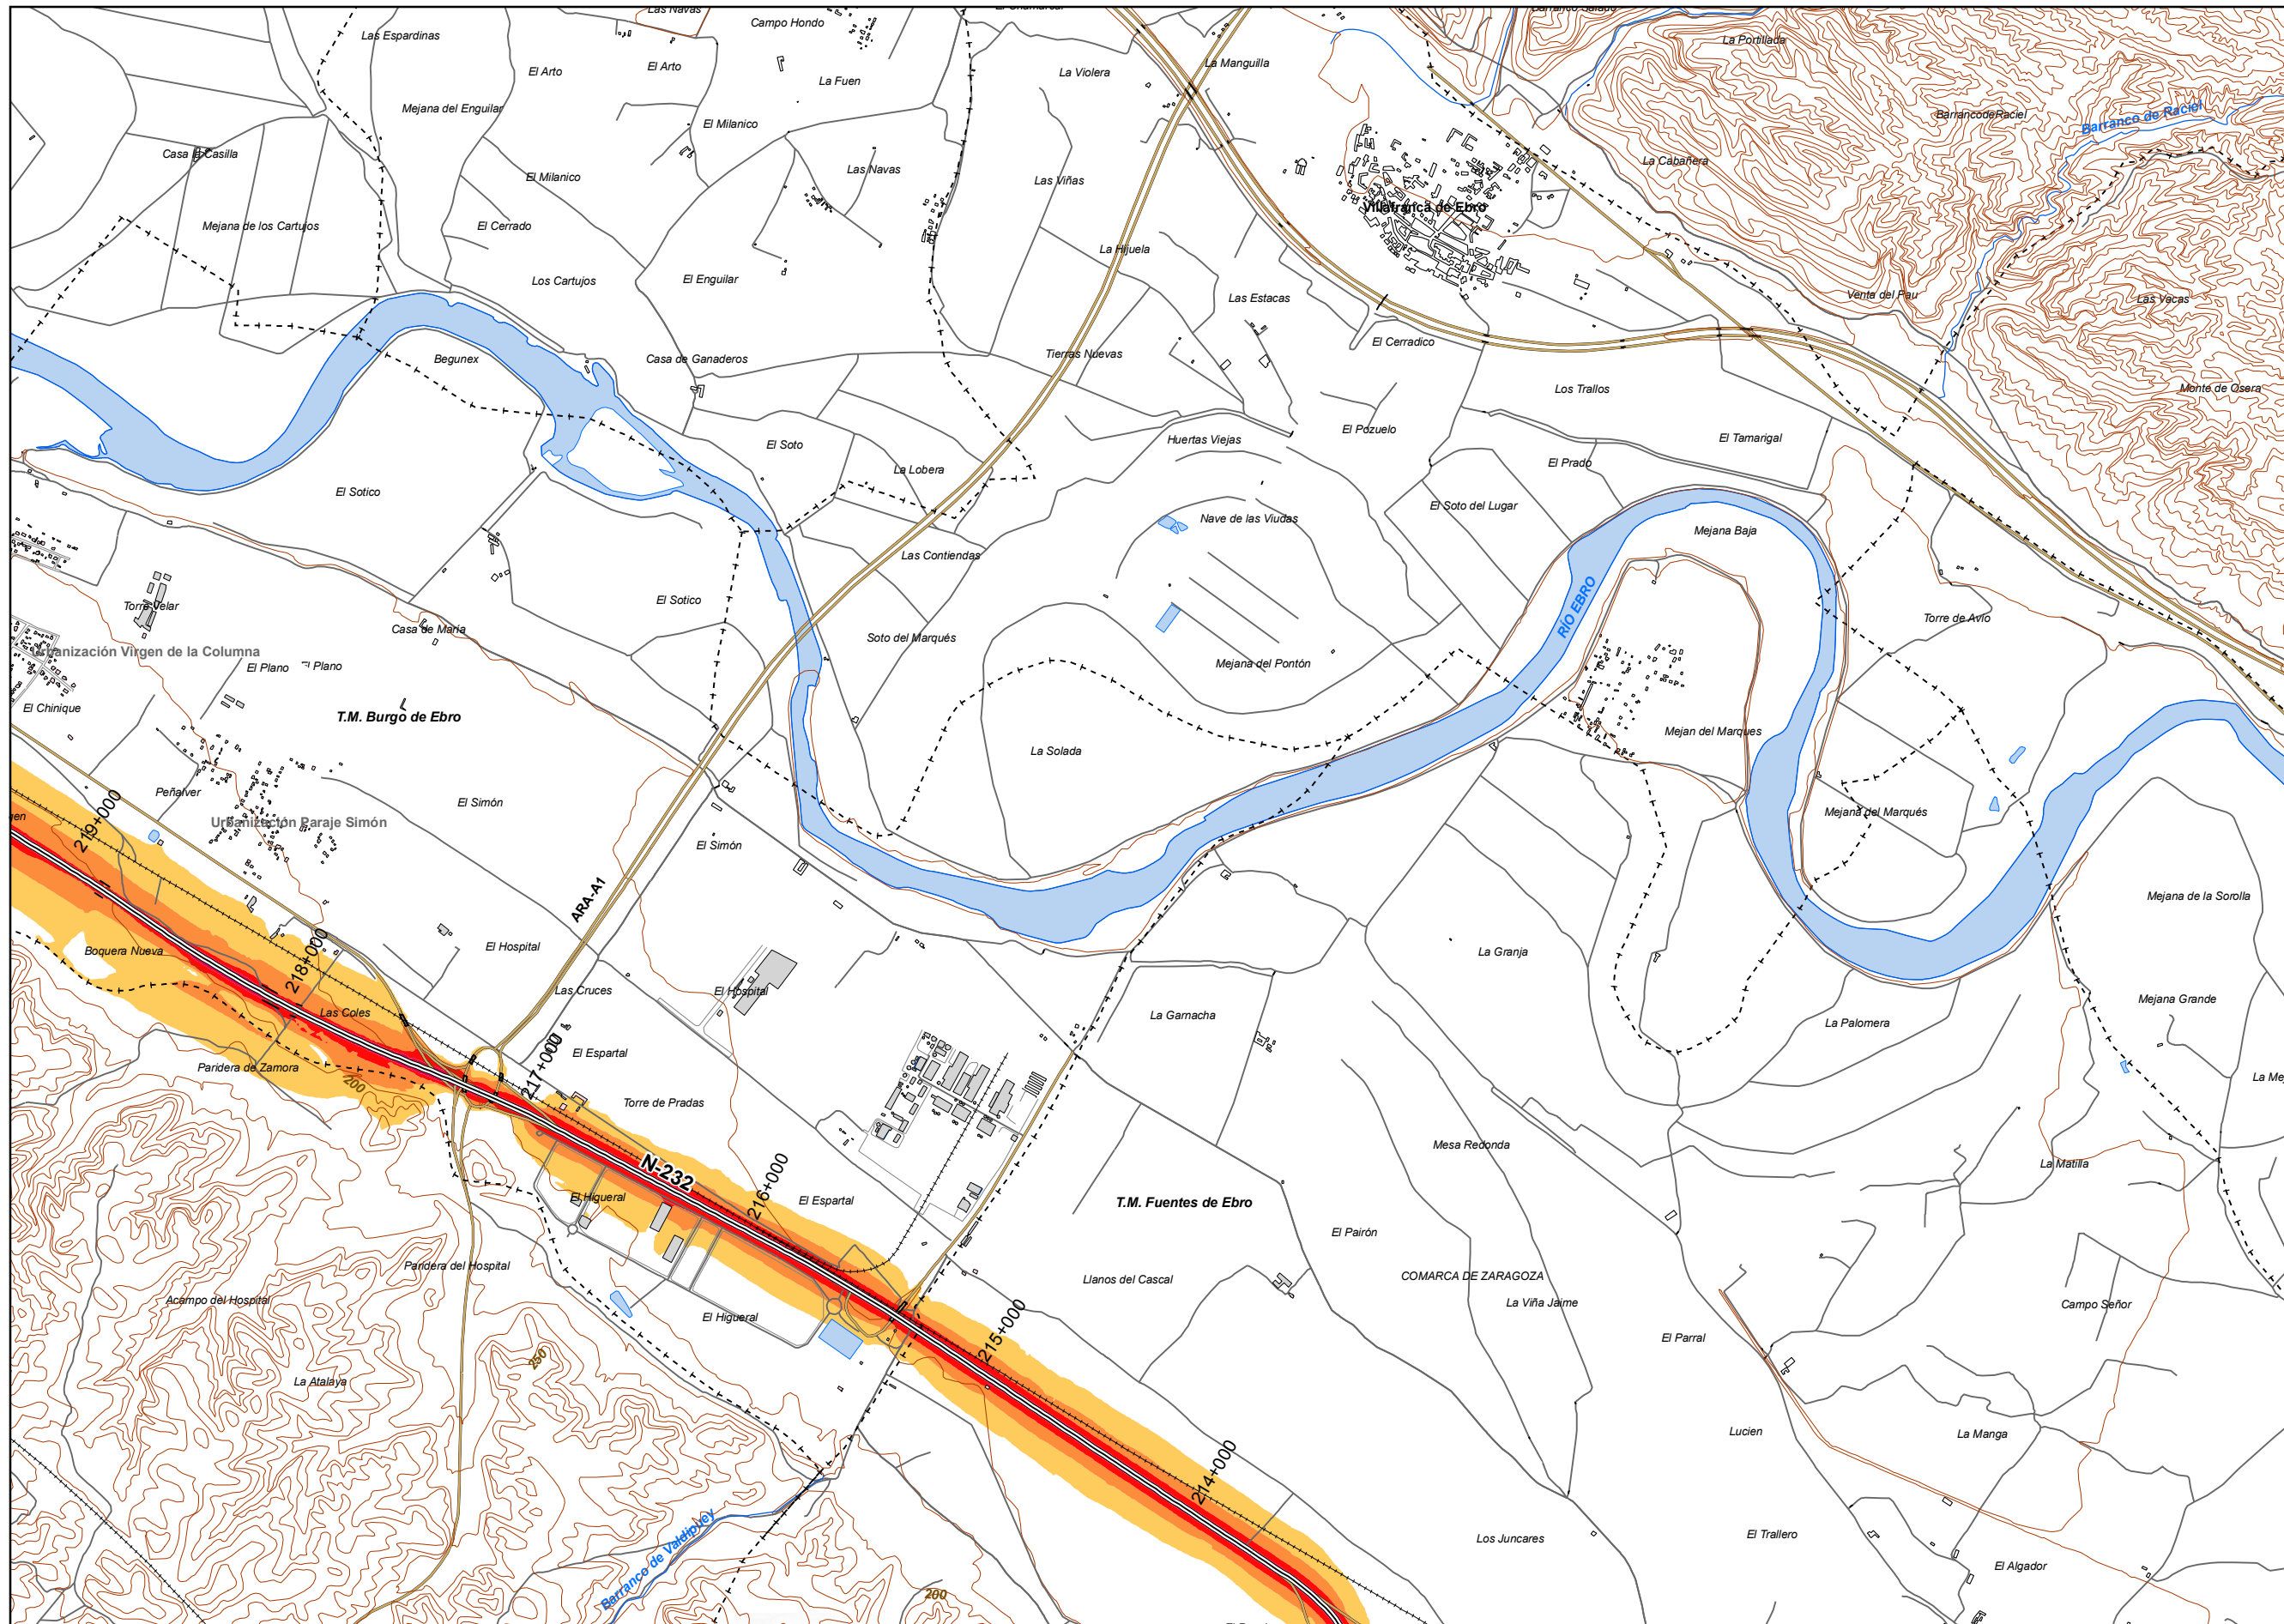 Las Navas
Campo Hondo
Las Espardinas
El Arto
El Arto
La Fuen
La Violera
La Manguilla
La Portillada
Mejana del Enguilar
El Milanico
Barranco de Raciel
BarrancodeRaciel
Casa la Casilla
El Milanico
Las Navas
Las Viñas
La Cabañera
Villafranca de Ebro
Mejana de los Cartujos
El Cerrado
La Hijuela
Los Cartujos
El Enguilar
Las Estacas
Venta del Pau
Las Vacas
Begunex
Casa de Ganaderos
Tierras Nuevas
El Cerradico
Los Trallos
Monte de Osera
El Soto
Huertas Viejas
El Pozuelo
El Tamarigal
La Lobera
El Prado
El Sotico
El Soto del Lugar
Nave de las Viudas
Mejana Baja
Las Contiendas
RÍO EBRO
Torre Velar
El Sotico
Casa de María
Soto del Marqués
Torre de Avio
Urbanización Virgen de la Columna
El Plano
El Plano
Mejana del Pontón
El Chinique
T.M. Burgo de Ebro
La Solada
Mejan del Marques
Peñalver
El Simón
219+000
Urbanización Paraje Simón
Mejana del Marqués
El Simón
ARA-A1
Mejana de la Sorolla
Boquera Nueva
218+000
El Hospital
La Granja
Las Cruces
El Hospital
Mejana Grande
Las Coles
La Garnacha
La Palomera
El Espartal
217+000
Paridera de Zamora
200
Torre de Pradas
Mesa Redonda
La Matilla
N-232
216+000
El Higueral
El Espartal
T.M. Fuentes de Ebro
El Pairón
Paridera del Hospital
Llanos del Cascal
COMARCA DE ZARAGOZA
Acampo del Hospital
La Viña Jaime
Campo Señor
El Higueral
215+000
El Parral
250
La Atalaya
Lucien
La Manga
214+000
Los Juncares
El Trallero
Barranco de Valdipuey
El Algador
200